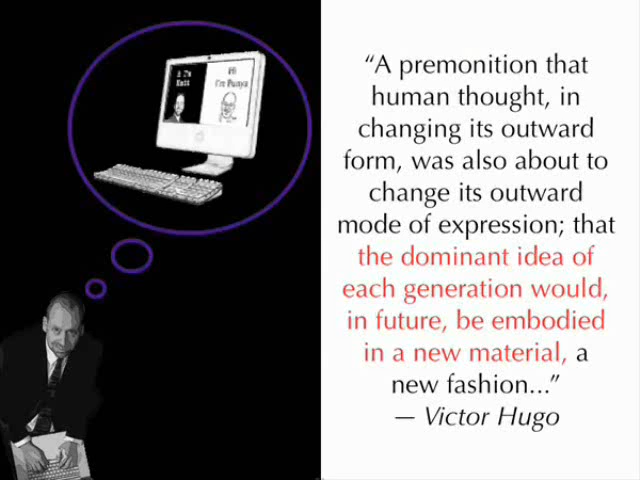 Hi
I'm Punya
“A premonition that
human thought, in
changing its outward
form, was also about to
change its outward
mode of expression; that
the dominant idea of
each generation would,
in future, be embodied
in a new material, a
new fashion...”
— Victor Hugo